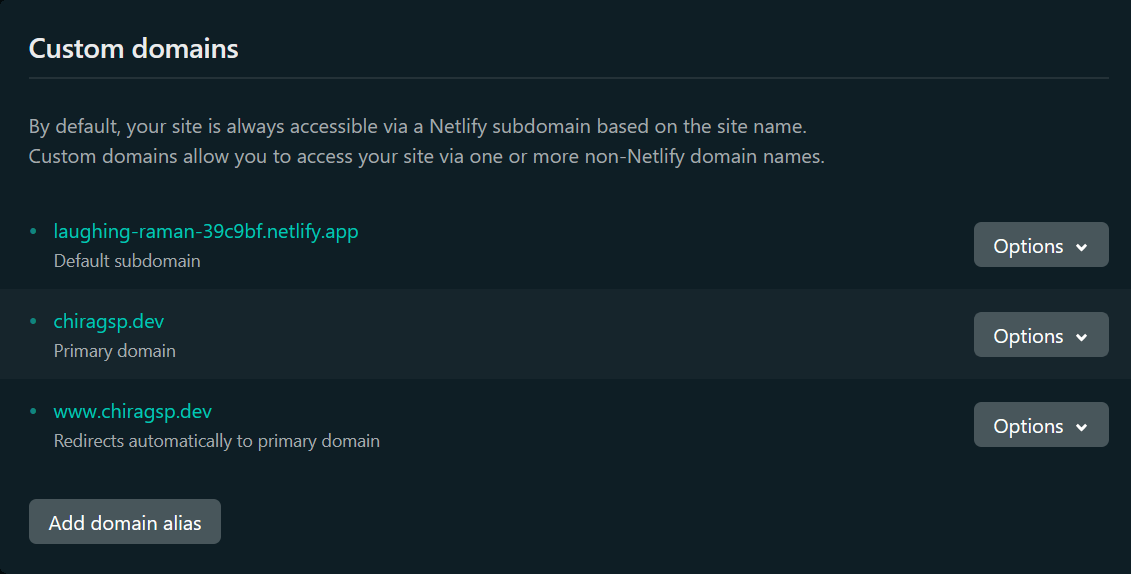 Custom domains
By default, your site is always accessible via a Netlify subdomain based on the site name.
Custom domains allow you to access your site via one or more non-Netlify domain names.
laughing-raman-39c9bf.netlify.app
Default subdomain
Options
chiragsp.dev
Primary domain
Options
www.chiragsp.dev
Redirects automatically to primary domain
Options
Add domain alias